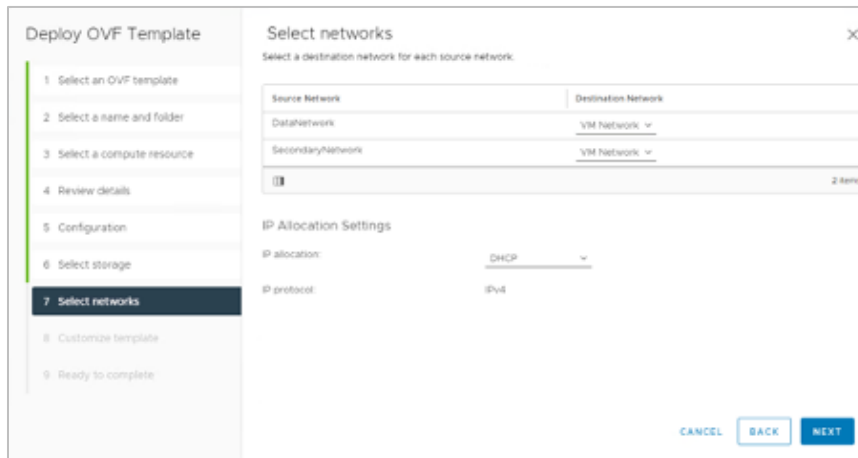 Deploy OVF Template
1 Select an OVF template
2 Select a name and folder
3 Select a compute resource
4 Review details
5 Configuration
6 Select storage
7 Select networks
8 Customize template
9 Ready to complete
Select networks
Select a destination network for each source network.
Source Network Destination Network
DataNetwork VM Network
SecondaryNetwork VM Network
2 items
IP Allocation Settings
IP allocation: DHCP
IP protocol: IPv4
CANCEL BACK NEXT